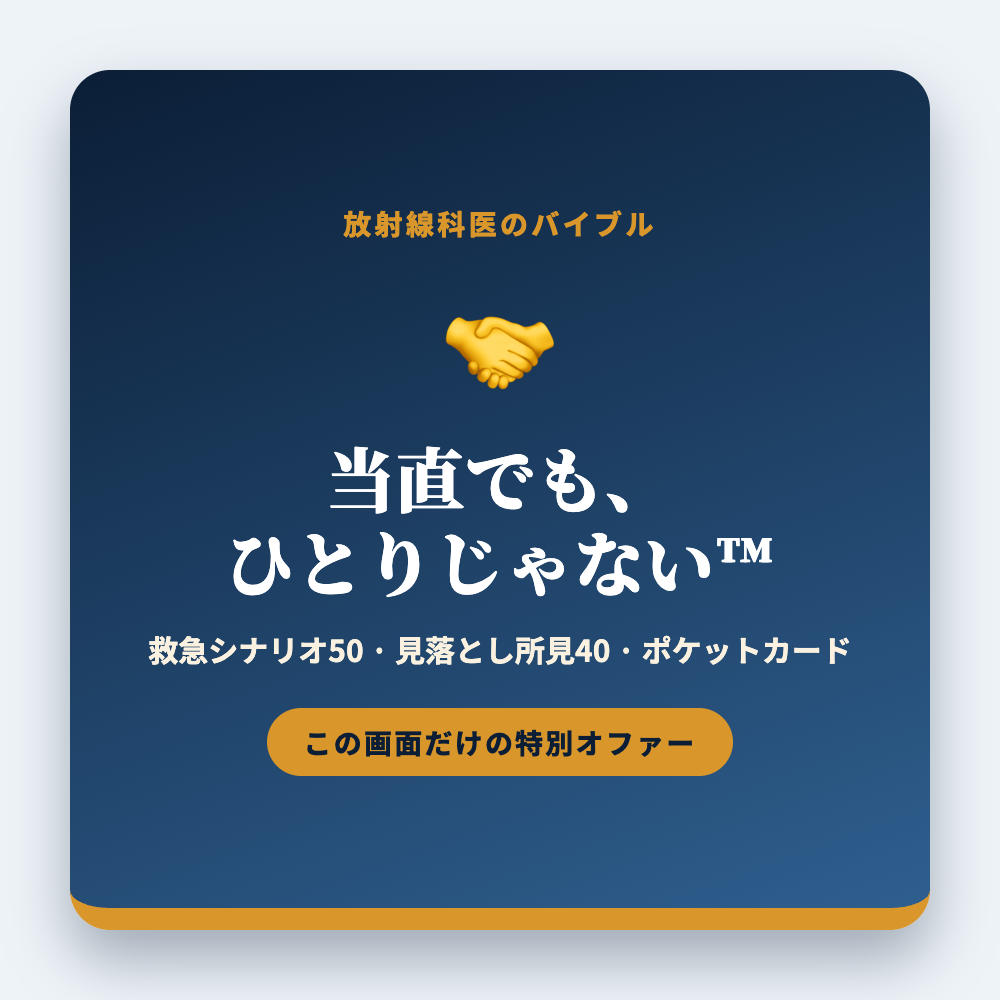 放射線科医のバイブル
当直でも、
ひとりじゃない™
救急シナリオ50・見落とし所見40・ポケットカード
この画面だけの特別オファー